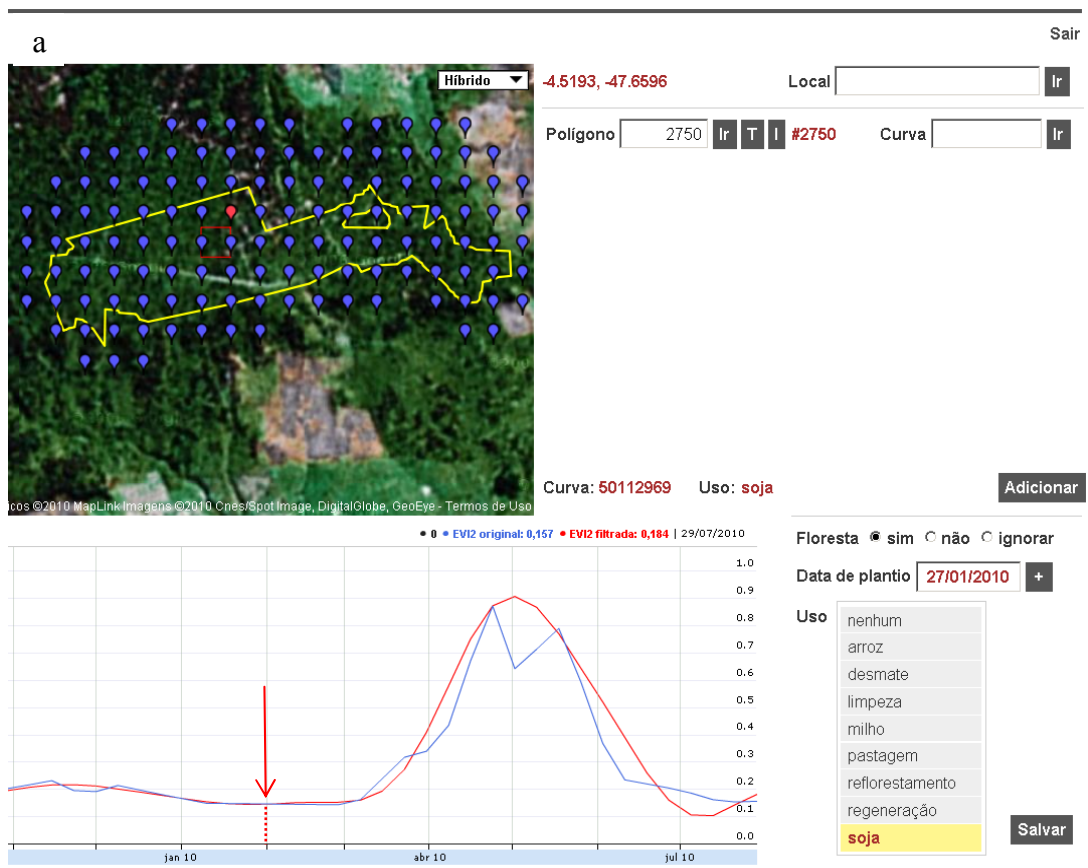 a
Sair
Híbrido
-4.5193, -47.6596
Local
Ir
Polígono 2750 Ir T I #2750
Curva
Ir
icos ©2010 MapLink Imagens ©2010 Cnes/Spot Image, DigitalGlobe, GeoEye - Termos de Uso
Curva: 50112969 Uso: soja
Adicionar
0 EVI2 original: 0,157 EVI2 filtrada: 0,184 | 29/07/2010
1.0
0.9
0.8
0.7
0.6
0.5
0.4
0.3
0.2
0.1
0.0
jan 10 abr 10 jul 10
Floresta sim não ignorar
Data de plantio 27/01/2010 +
Uso
nenhum
arroz
desmate
limpeza
milho
pastagem
reflorestamento
regeneração
soja
Salvar